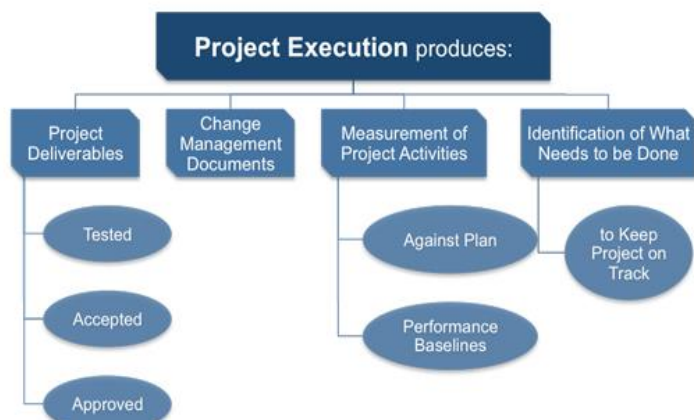 Project Execution produces:
Project
Deliverables
Change
Management
Documents
Measurement of
Project Activities
Identification of What
Needs to be Done
Tested
Accepted
Approved
Against Plan
Performance
Baselines
to Keep
Project on
Track